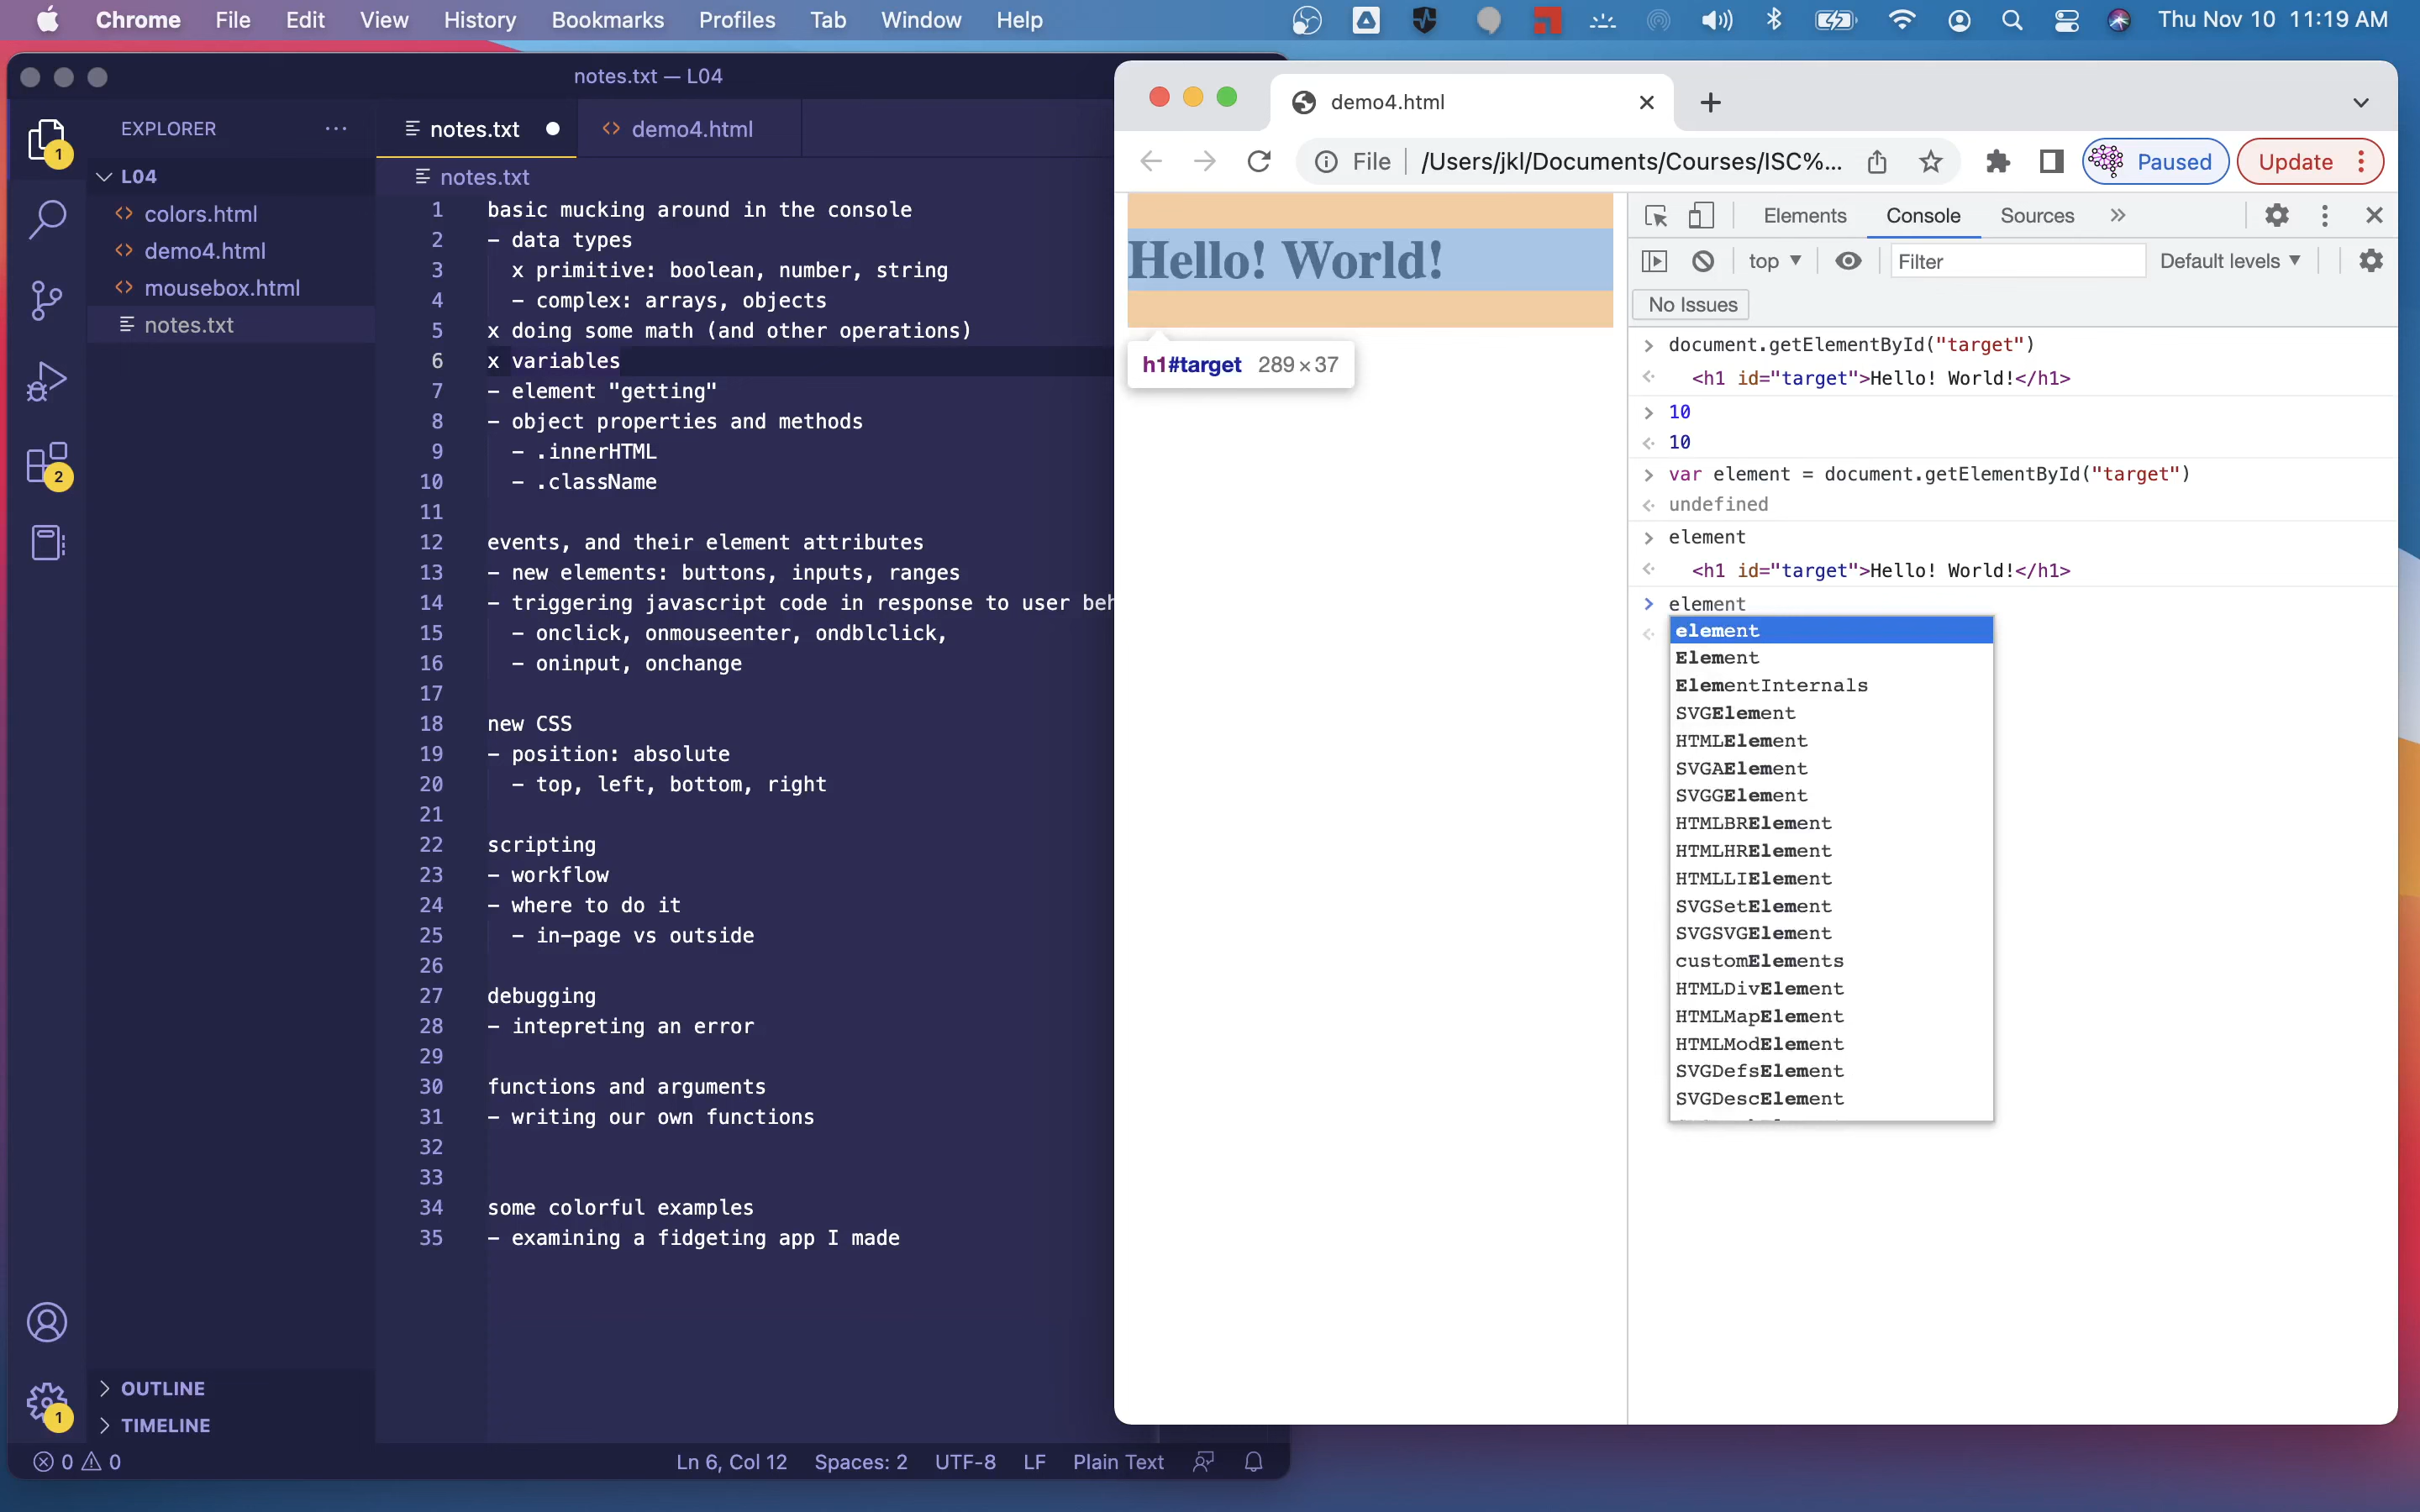 Chrome File Edit View History Bookmarks Profiles Tab Window Help Thu Nov 10 11:19 AM
notes.txt — L04
EXPLORER
L04
colors.html
demo4.html
mousebox.html
notes.txt
OUTLINE
TIMELINE
1
2
1
notes.txt demo4.html
notes.txt
1 basic mucking around in the console
2 - data types
3 x primitive: boolean, number, string
4 - complex: arrays, objects
5 x doing some math (and other operations)
6 x variables
7 - element "getting"
8 - object properties and methods
9 - .innerHTML
10 - .className
11
12 events, and their element attributes
13 - new elements: buttons, inputs, ranges
14 - triggering javascript code in response to user beh
15 - onclick, onmouseenter, ondblclick,
16 - oninput, onchange
17
18 new CSS
19 - position: absolute
20 - top, left, bottom, right
21
22 scripting
23 - workflow
24 - where to do it
25 - in-page vs outside
26
27 debugging
28 - intepreting an error
29
30 functions and arguments
31 - writing our own functions
32
33
34 some colorful examples
35 - examining a fidgeting app I made
0 0
Ln 6, Col 12 Spaces: 2 UTF-8 LF Plain Text
demo4.html
File /Users/jkl/Documents/Courses/ISC%... Paused Update
Hello! World!
h1#target 289 × 37
Elements Console Sources »
top Filter Default levels
No Issues
> document.getElementById("target")
<h1 id="target">Hello! World!</h1>
> 10
10
> var element = document.getElementById("target")
undefined
> element
<h1 id="target">Hello! World!</h1>
> element
element
Element
ElementInternals
SVGElement
HTMLElement
SVGAElement
SVGGElement
HTMLBRElement
HTMLHRElement
HTMLLIElement
SVGSetElement
SVGSVGElement
customElements
HTMLDivElement
HTMLMapElement
HTMLModElement
SVGDefsElement
SVGDescElement